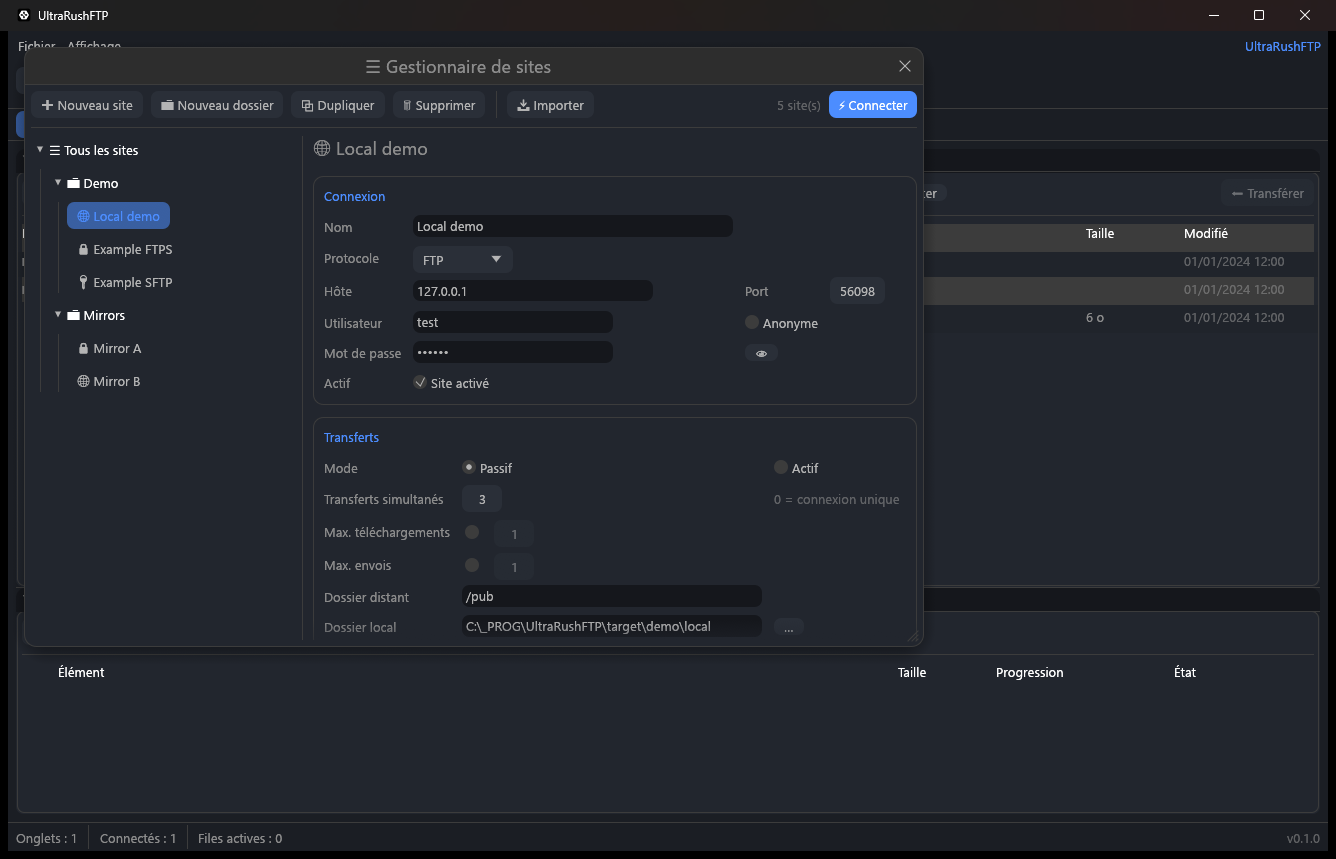 UltraRushFTP
Fichier Affichage
UltraRushFTP
Gestionnaire de sites
Nouveau site
Nouveau dossier
Dupliquer
Supprimer
Importer
5 site(s)
Connecter
Tous les sites
Demo
Local demo
Example FTPS
Example SFTP
Mirrors
Mirror A
Mirror B
Local demo
Connexion
Nom Local demo
Protocole FTP
Hôte 127.0.0.1 Port 56098
Utilisateur test Anonyme
Mot de passe ••••••
Actif Site activé
Transferts
Mode Passif Actif
Transferts simultanés 3 0 = connexion unique
Max. téléchargements 1
Max. envois 1
Dossier distant /pub
Dossier local C:\_PROG\UltraRushFTP\target\demo\local ...
Transférer
Taille Modifié
01/01/2024 12:00
01/01/2024 12:00
6 o 01/01/2024 12:00
Élément Taille Progression État
Onglets : 1 Connectés : 1 Files actives : 0 v0.1.0